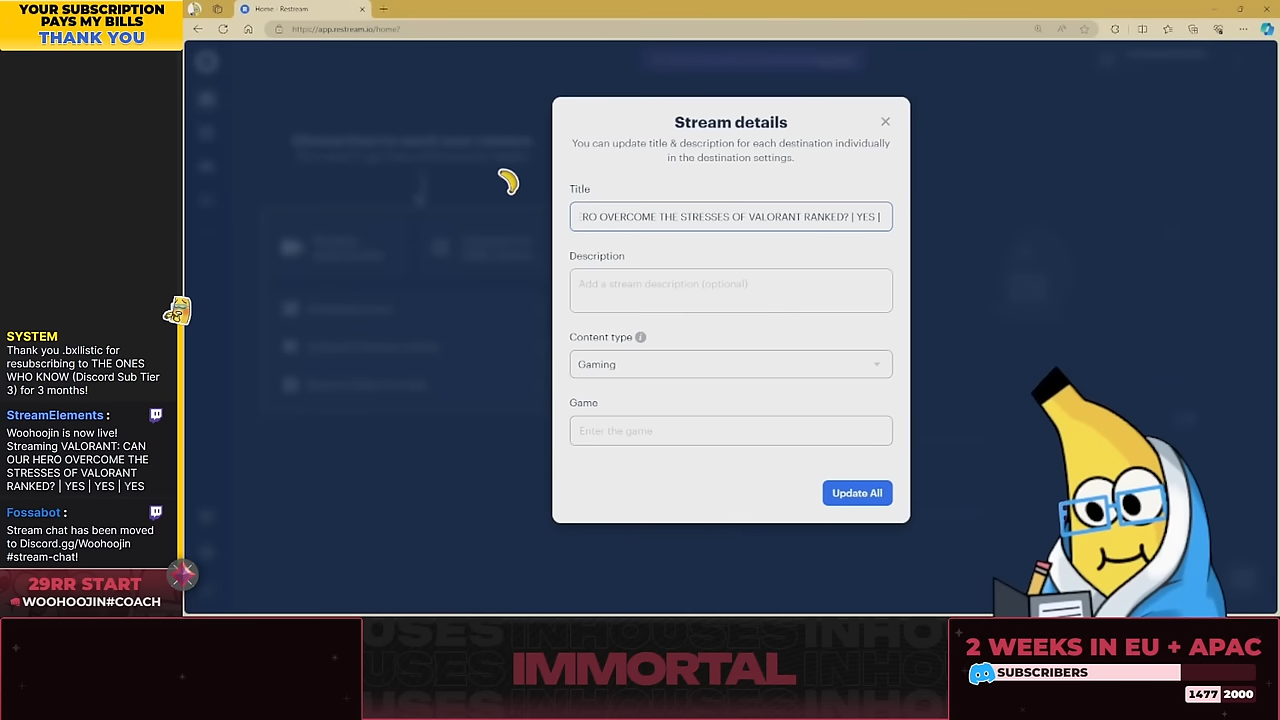 YOUR SUBSCRIPTION
PAYS MY BILLS
THANK YOU
Home - Restream
https://app.restream.io/home?
Stream details
You can update title & description for each destination individually
in the destination settings.
Title
RO OVERCOME THE STRESSES OF VALORANT RANKED? | YES |
Description
Add a stream description (optional)
Content type
Gaming
Game
Enter the game
Update All
SYSTEM
Thank you .bxllistic for
resubscribing to THE ONES
WHO KNOW (Discord Sub Tier
3) for 3 months!
StreamElements :
Woohoojin is now live!
Streaming VALORANT: CAN
OUR HERO OVERCOME THE
STRESSES OF VALORANT
RANKED? | YES | YES | YES
Fossabot :
Stream chat has been moved
to Discord.gg/Woohoojin
#stream-chat!
29RR START
WOOHOOJIN#COACH
OUSES INHOUSES INHO
IMMORTAL
2 WEEKS IN EU + APAC
SUBSCRIBERS
1477 2000